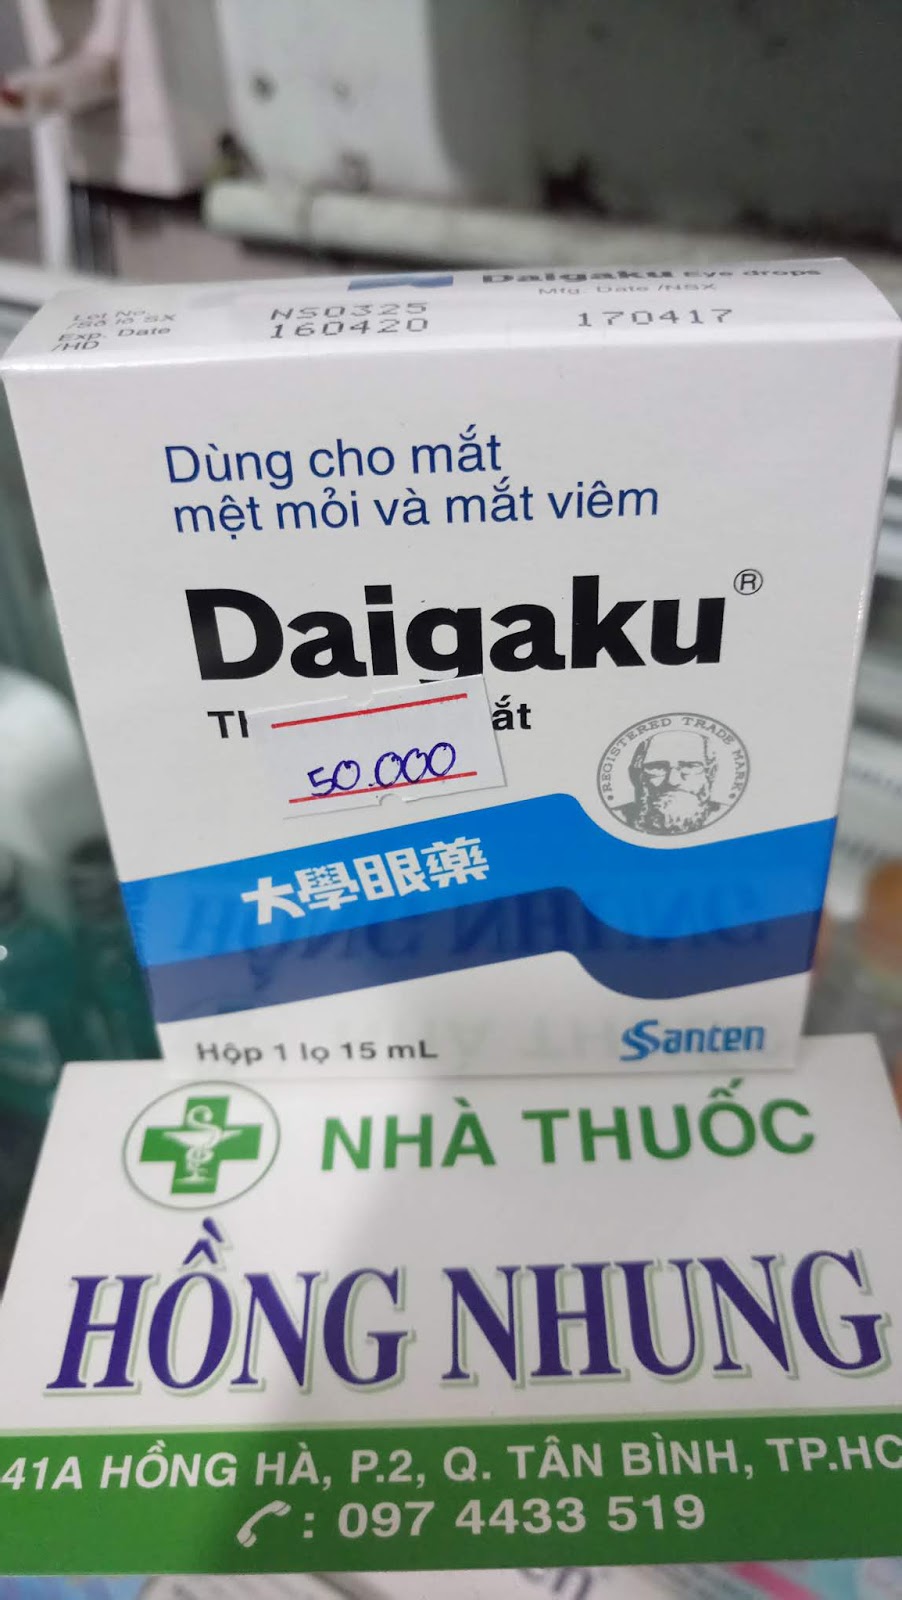 Daigaku Eye drops
Lot No.
/Số lô SX
NS0325
Mfg. Date /NSX
Exp. Date
/HD
160420
170417
Dùng cho mắt
mệt mỏi và mắt viêm
Daigaku®
ắt
50.000
REGISTERED TRADE MARK
大學眼藥
Hộp 1 lọ 15 mL
Santen
NHÀ THUỐC
HỒNG NHUNG
41A HỒNG HÀ, P.2, Q. TÂN BÌNH, TP.HC
: 097 4433 519